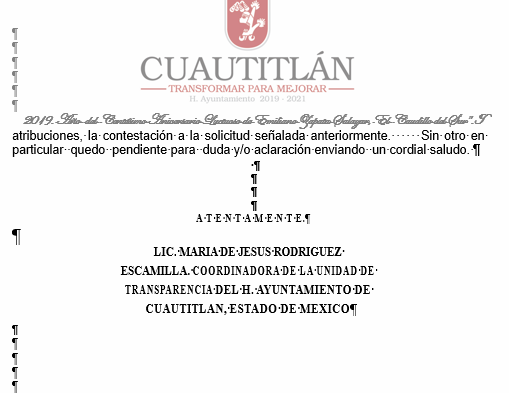 CUAUTITLÁN
TRANSFORMAR PARA MEJORAR
H. Ayuntamiento 2019 - 2021
2019. Año del Centésimo Aniversario Luctuoso de Emiliano Zapata Salazar, "El Caudillo del Sur".
atribuciones, la contestación a la solicitud señalada anteriormente. Sin otro en
particular quedo pendiente para duda y/o aclaración enviando un cordial saludo.
A T E N T A M E N T E.
LIC. MARIA DE JESUS RODRIGUEZ
ESCAMILLA. COORDINADORA DE LA UNIDAD DE
TRANSPARENCIA DEL H. AYUNTAMIENTO DE
CUAUTITLAN, ESTADO DE MEXICO